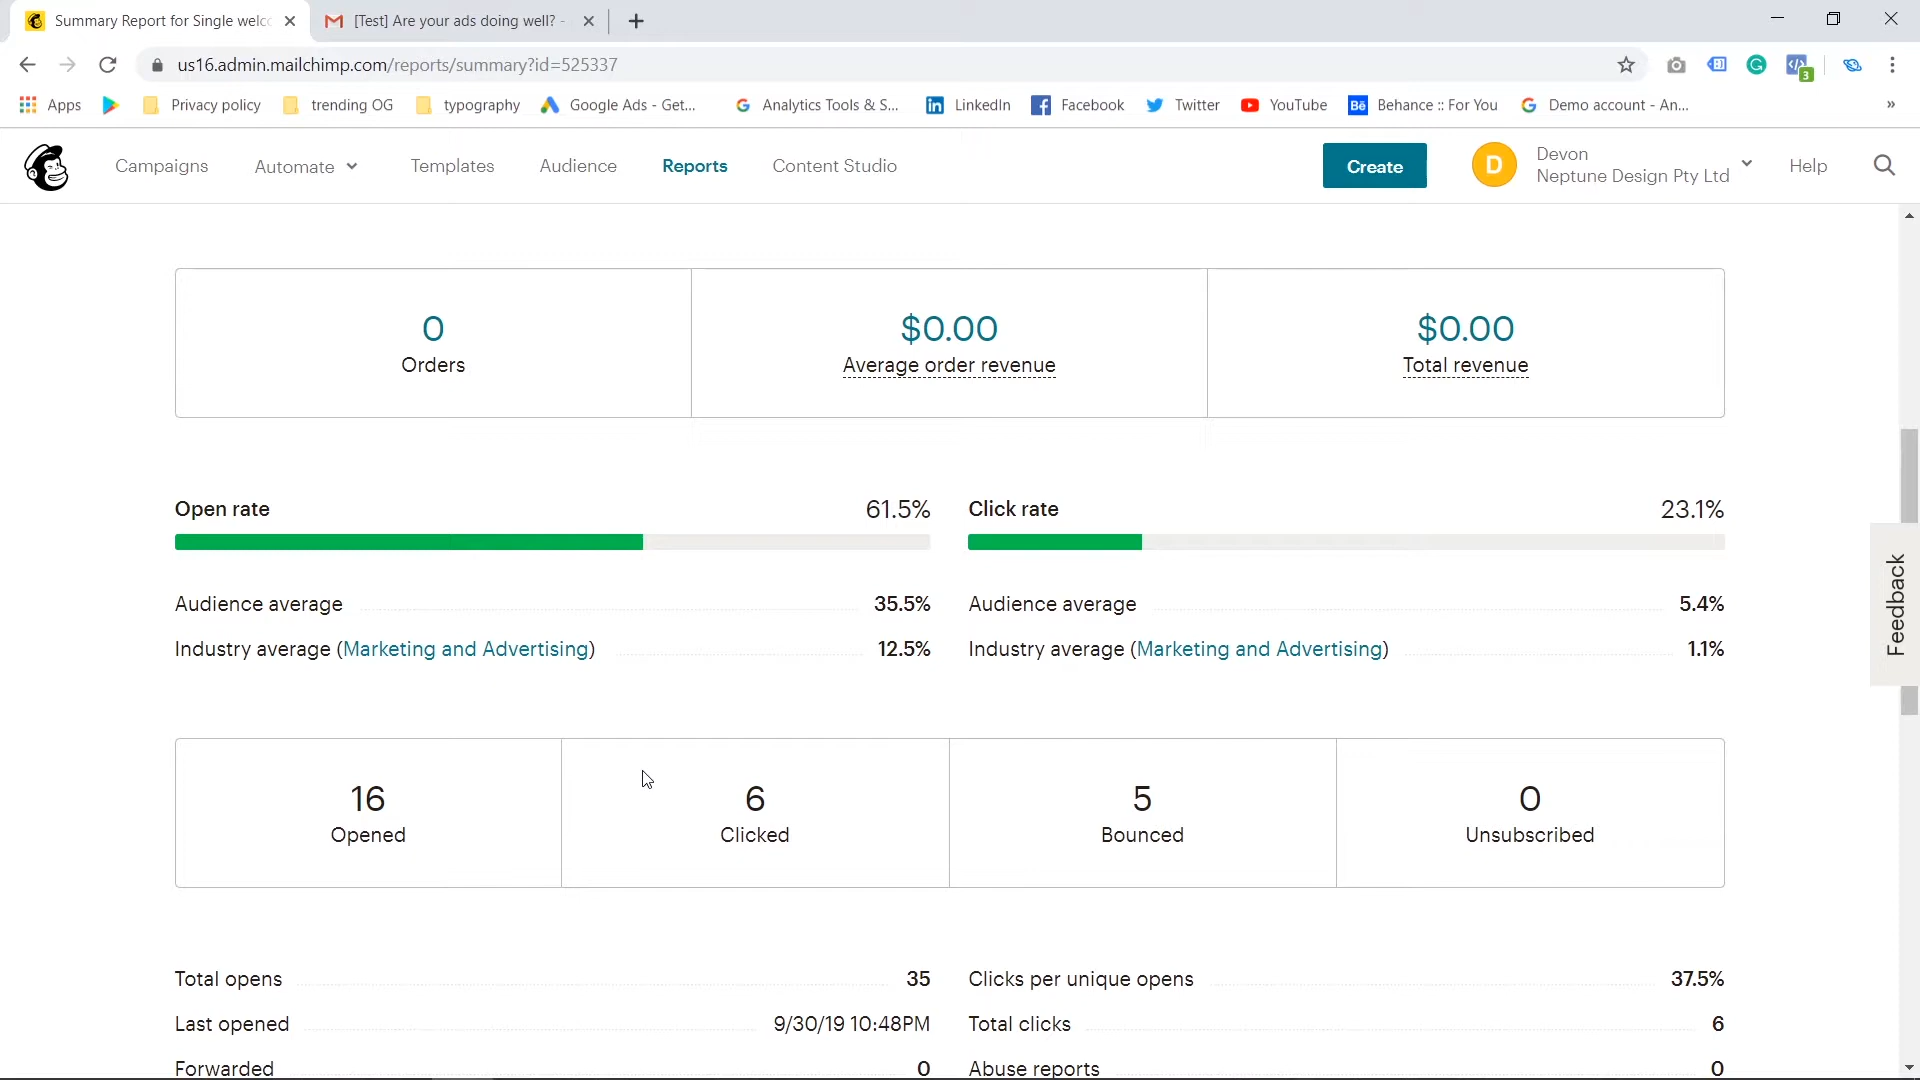 Summary Report for Single welc
[Test] Are your ads doing well? -
us16.admin.mailchimp.com/reports/summary?id=525337
3
Apps
Privacy policy
trending OG
typography
Google Ads - Get...
Analytics Tools & S...
LinkedIn
Facebook
Twitter
YouTube
Bē
Behance :: For You
Demo account - An...
»
Campaigns
Automate
Templates
Audience
Reports
Content Studio
Create
D
Devon
Neptune Design Pty Ltd
Help
0
Orders
$0.00
Average order revenue
$0.00
Total revenue
Open rate 61.5%
Click rate 23.1%
Audience average 35.5%
Audience average 5.4%
Industry average (Marketing and Advertising) 12.5%
Industry average (Marketing and Advertising) 1.1%
Feedback
16
Opened
6
Clicked
5
Bounced
0
Unsubscribed
Total opens 35
Clicks per unique opens 37.5%
Last opened 9/30/19 10:48PM
Total clicks 6
Forwarded 0
Abuse reports 0